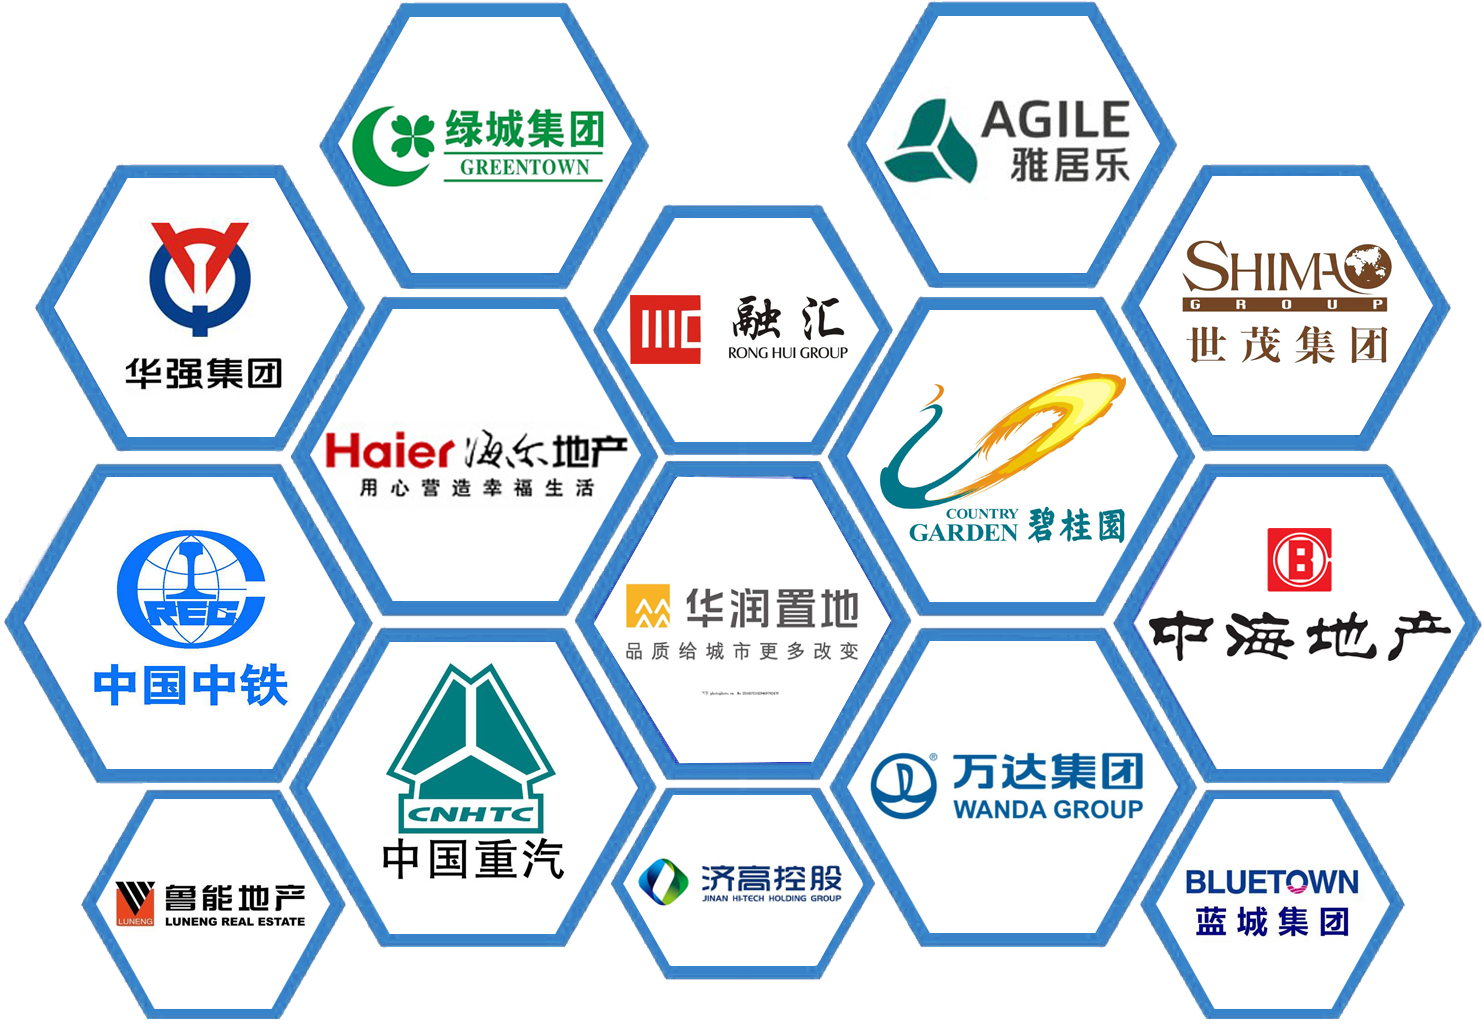 绿城集团
GREENTOWN
AGILE
雅居乐
华强集团
融汇
RONG HUI GROUP
SHIMAO
GROUP
世茂集团
Haier 海尔地产
用心营造幸福生活
COUNTRY
GARDEN 碧桂園
CREC
中国中铁
华润置地
品质给城市更多改变
B
中海地产
CNHTC
中国重汽
®
万达集团
WANDA GROUP
LUNENG
鲁能地产
LUNENG REAL ESTATE
济高控股
JINAN HI-TECH HOLDING GROUP
BLUETOWN
蓝城集团